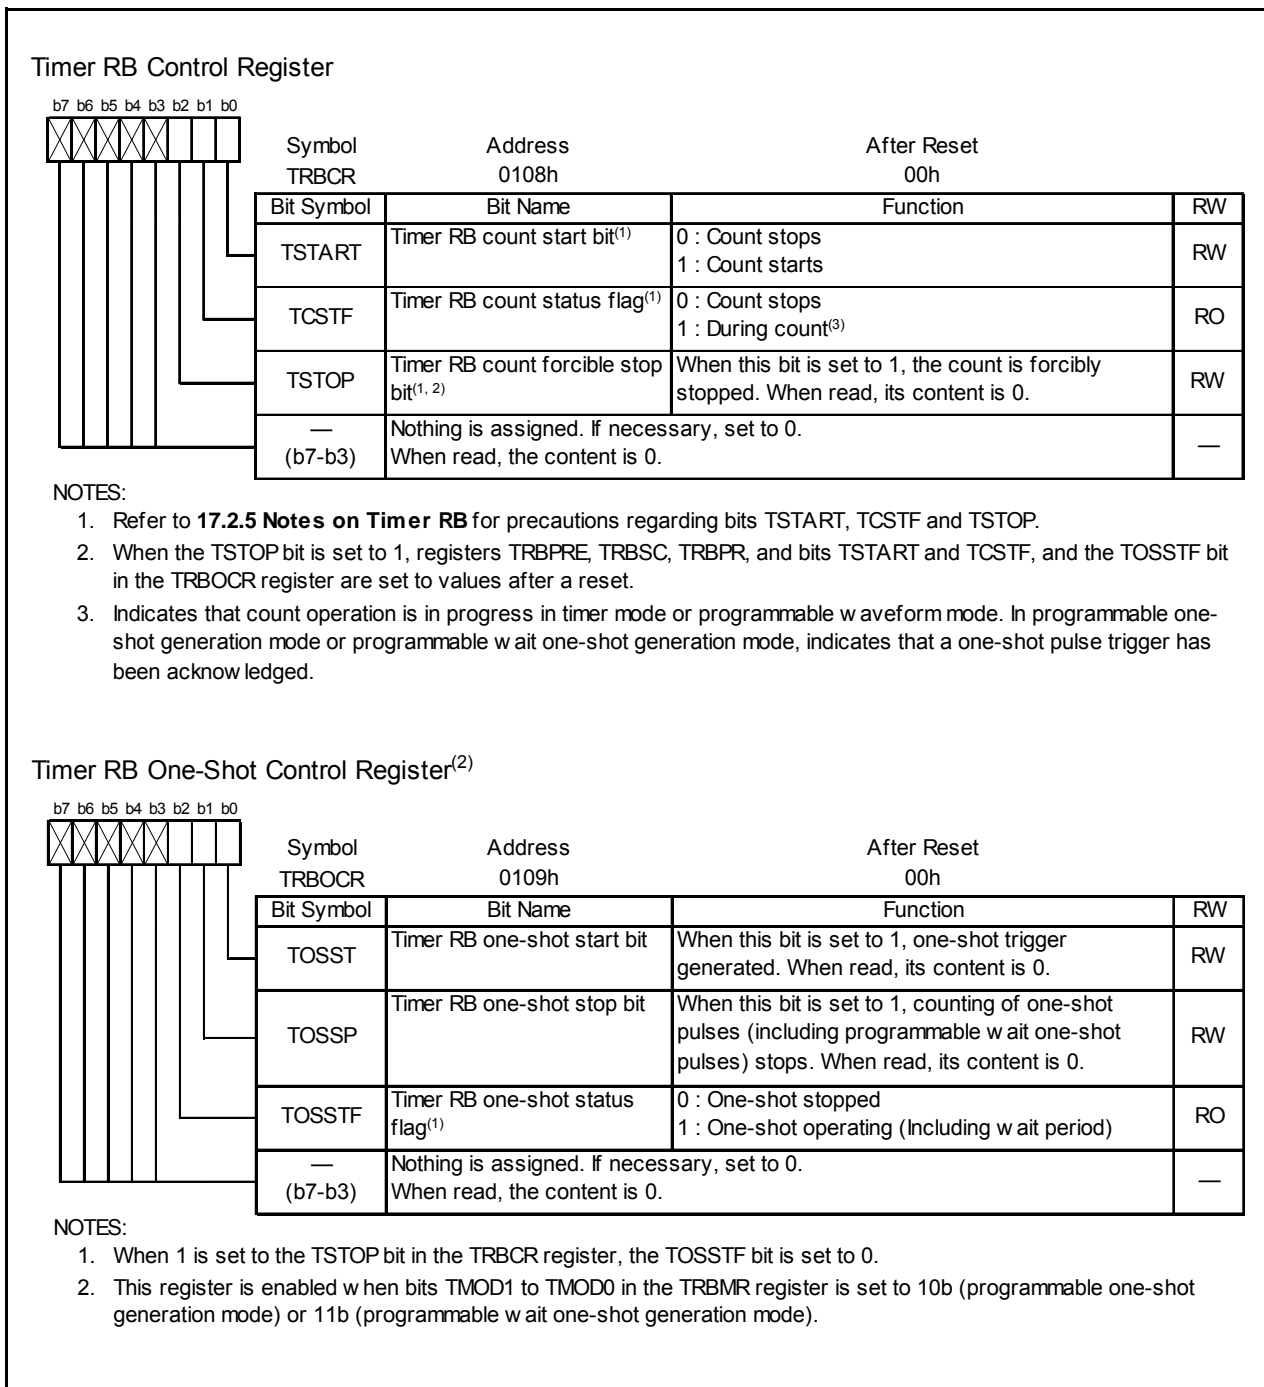 Timer RB Control Register
b7 b6 b5 b4 b3 b2 b1 b0
Symbol Address After Reset
TRBCR 0108h 00h
Bit Symbol Bit Name Function RW
TSTART Timer RB count start bit(1) 0 : Count stops RW
1 : Count starts
TCSTF Timer RB count status flag(1) 0 : Count stops RO
1 : During count(3)
TSTOP Timer RB count forcible stop When this bit is set to 1, the count is forcibly RW
bit(1, 2) stopped. When read, its content is 0.
— Nothing is assigned. If necessary, set to 0. —
(b7-b3) When read, the content is 0.
NOTES:
1. Refer to 17.2.5 Notes on Timer RB for precautions regarding bits TSTART, TCSTF and TSTOP.
2. When the TSTOP bit is set to 1, registers TRBPRE, TRBSC, TRBPR, and bits TSTART and TCSTF, and the TOSSTF bit
in the TRBOCR register are set to values after a reset.
3. Indicates that count operation is in progress in timer mode or programmable waveform mode. In programmable one-
shot generation mode or programmable wait one-shot generation mode, indicates that a one-shot pulse trigger has
been acknowledged.
Timer RB One-Shot Control Register(2)
b7 b6 b5 b4 b3 b2 b1 b0
Symbol Address After Reset
TRBOCR 0109h 00h
Bit Symbol Bit Name Function RW
TOSST Timer RB one-shot start bit When this bit is set to 1, one-shot trigger RW
generated. When read, its content is 0.
TOSSP Timer RB one-shot stop bit When this bit is set to 1, counting of one-shot RW
pulses (including programmable wait one-shot
pulses) stops. When read, its content is 0.
TOSSTF Timer RB one-shot status 0 : One-shot stopped RO
flag(1) 1 : One-shot operating (Including wait period)
— Nothing is assigned. If necessary, set to 0. —
(b7-b3) When read, the content is 0.
NOTES:
1. When 1 is set to the TSTOP bit in the TRBCR register, the TOSSTF bit is set to 0.
2. This register is enabled when bits TMOD1 to TMOD0 in the TRBMR register is set to 10b (programmable one-shot
generation mode) or 11b (programmable wait one-shot generation mode).